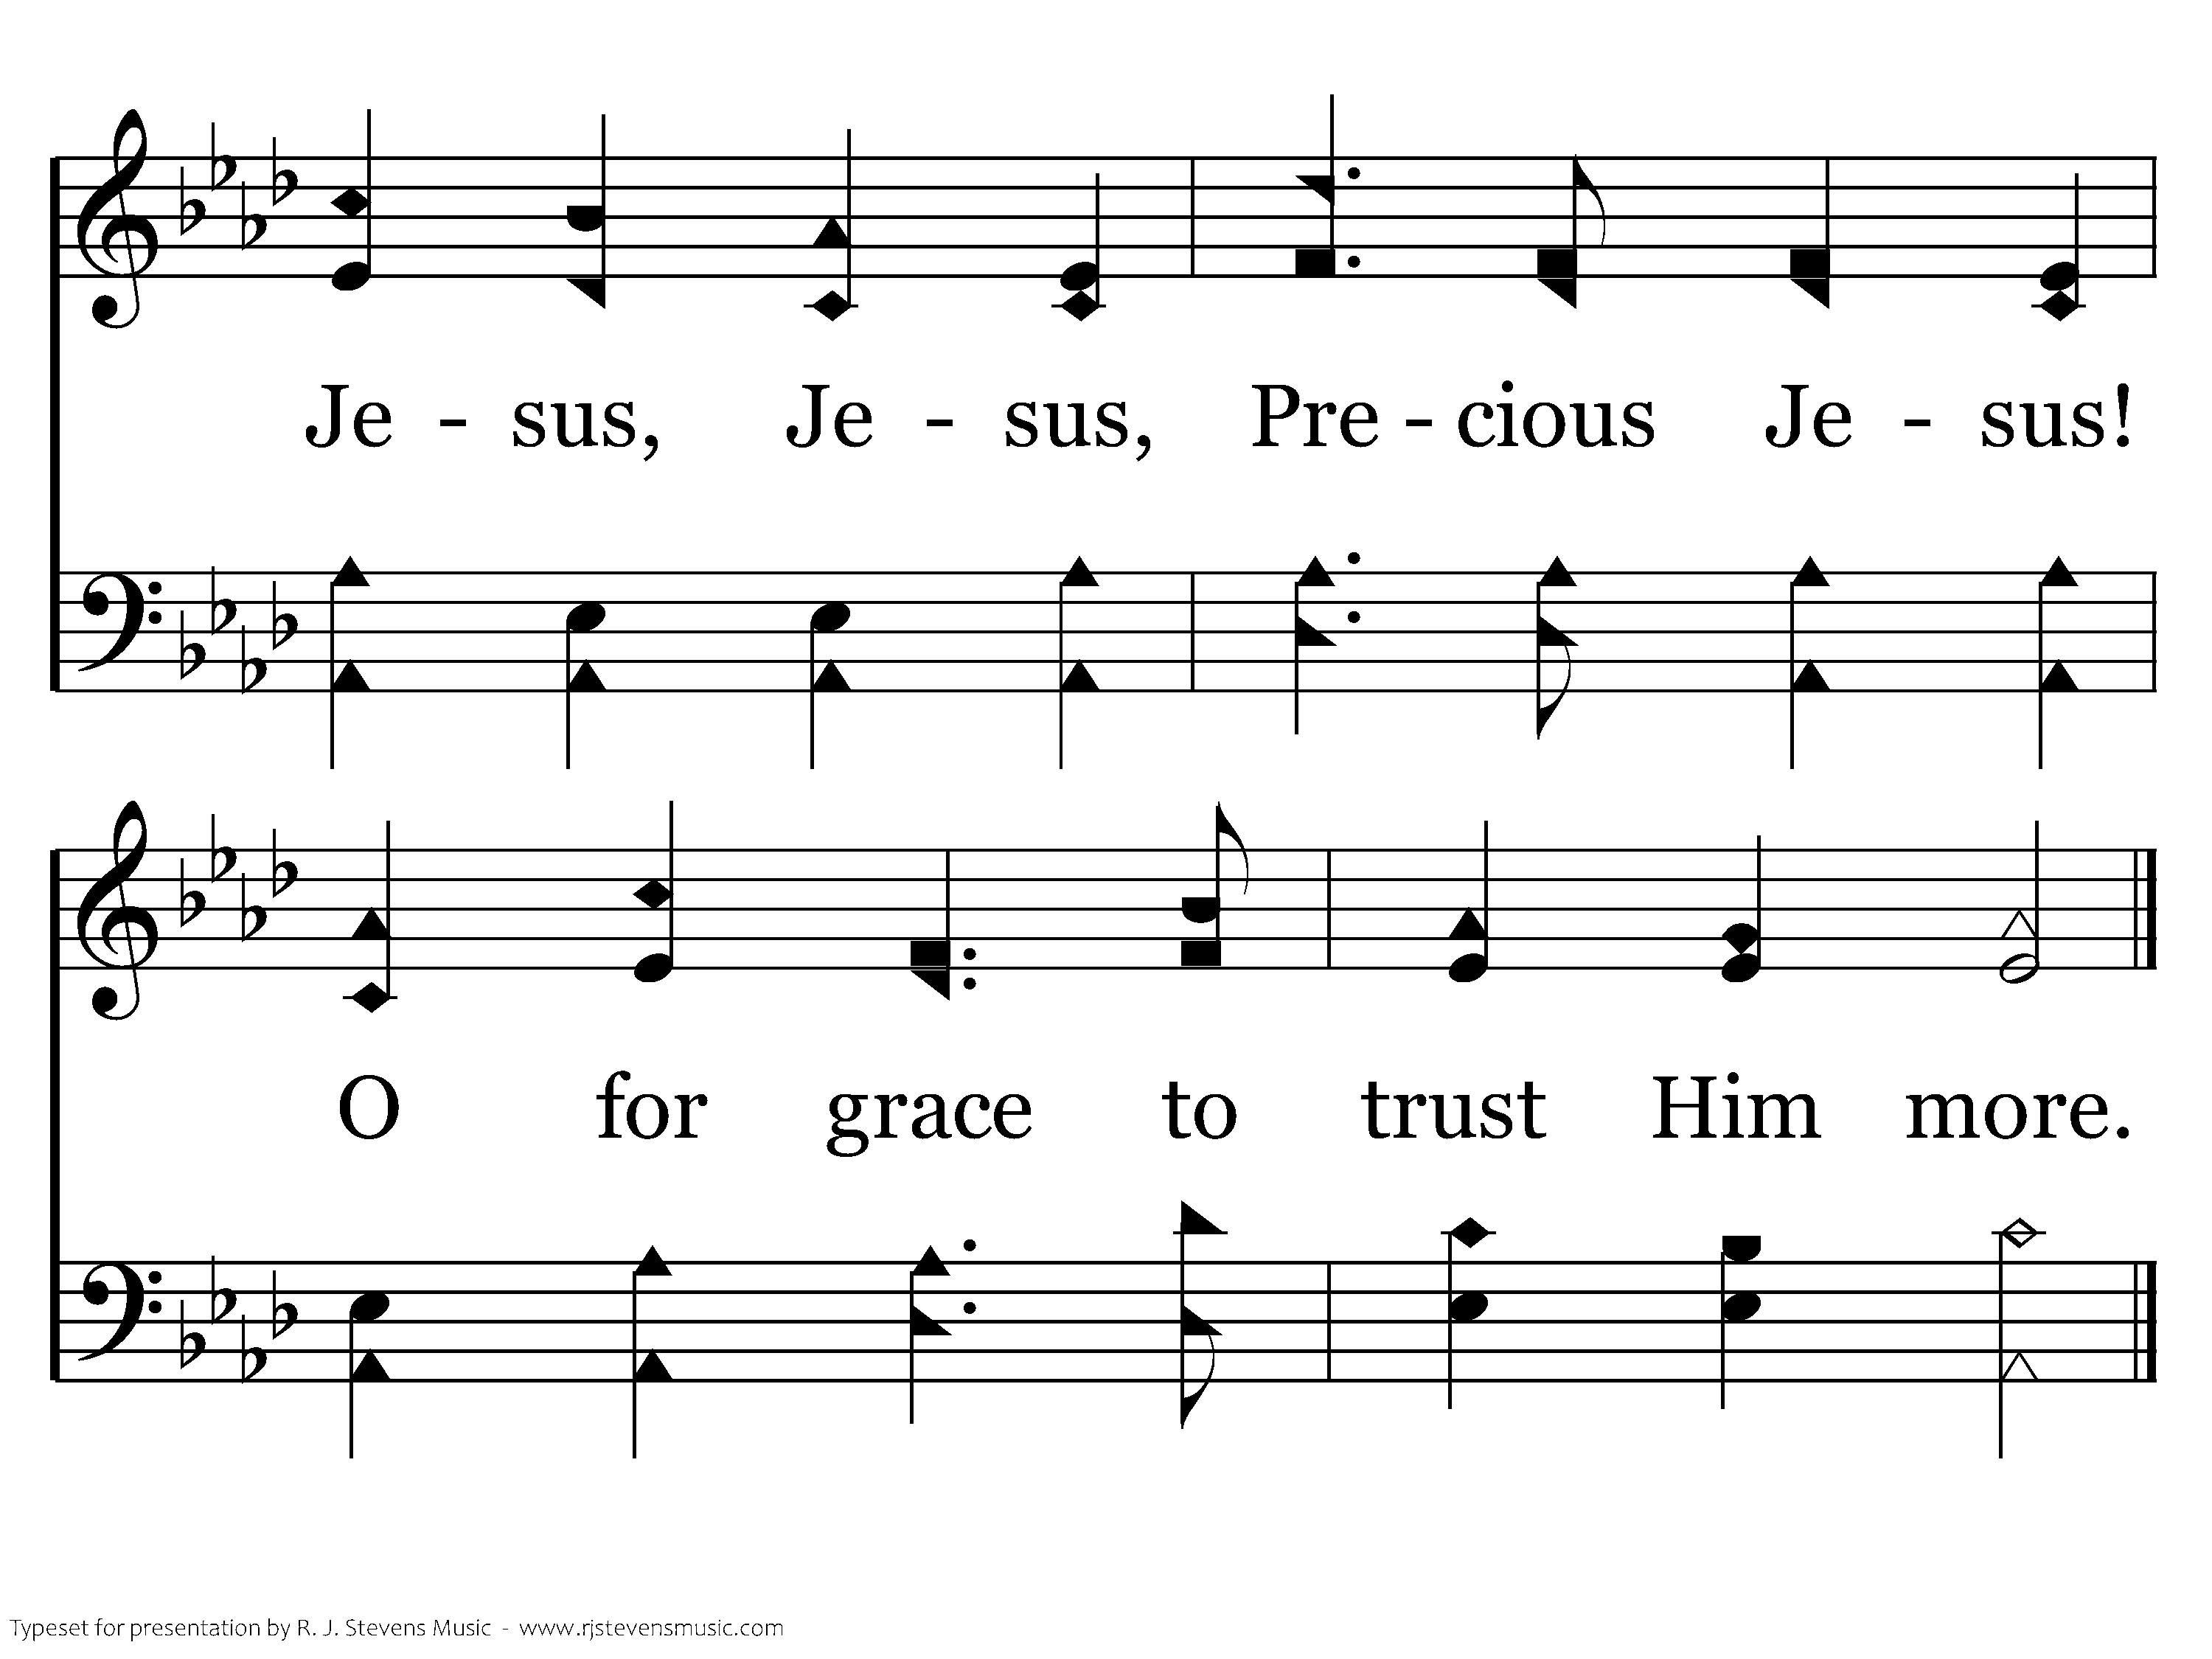 Je - sus, Je - sus, Pre - cious Je - sus!
O for grace to trust Him more.
Typeset for presentation by R. J. Stevens Music - www.rjstevensmusic.com